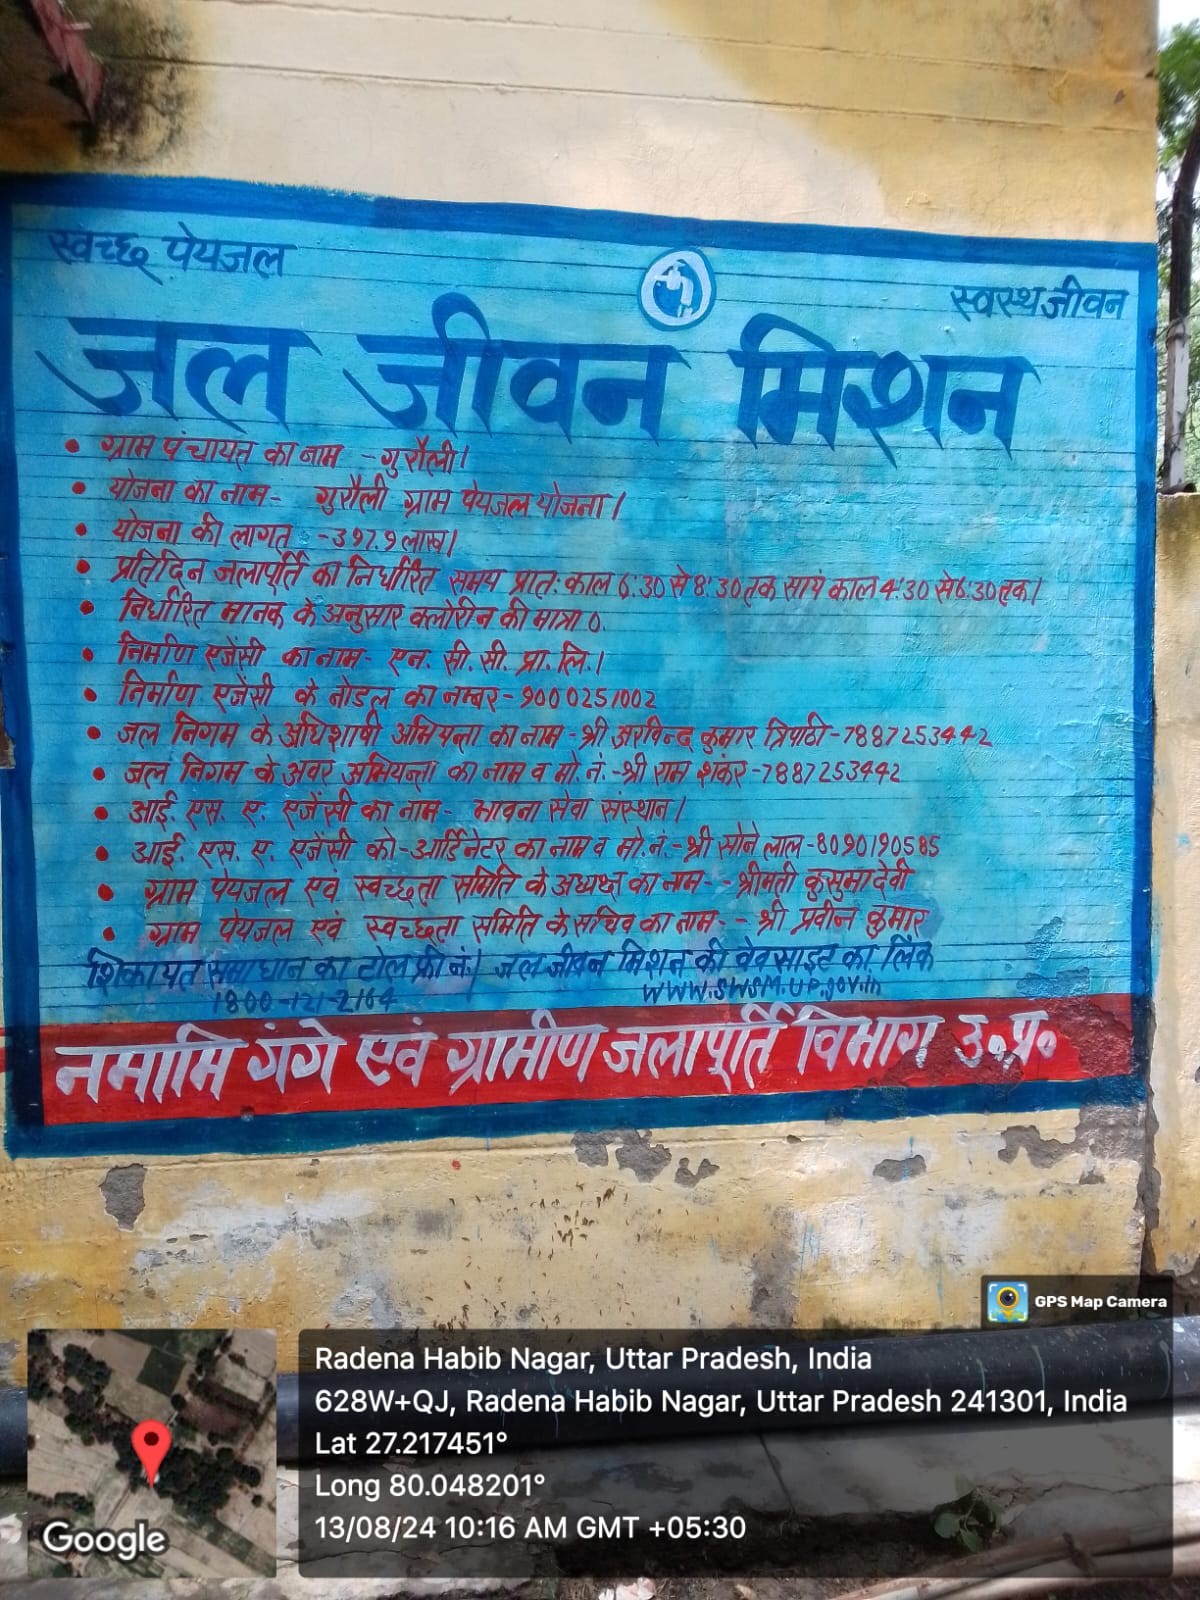 स्वच्छ पेयजल
स्वस्थ जीवन
जल जीवन मिशन
• ग्राम पंचायत का नाम - गुरौली।
• योजना का नाम- गुरौली ग्राम पेयजल योजना।
• योजना की लागत -397.9 लाख।
• प्रतिदिन जलापूर्ति का निर्धारित समय प्रात: काल 6:30 से 8:30 तक सायं काल 4:30 से 6:30 तक।
• निर्धारित मानक के अनुसार क्लोरीन की मात्रा 0.
• निर्माण एजेंसी का नाम- एन. सी. सी. प्रा. लि.।
• निर्माण एजेंसी के नोडल का नम्बर- 9000251002
• जल निगम के अधिशाषी अभियन्ता का नाम -श्री अरविन्द कुमार त्रिपाठी-7887253442
• जल निगम के अवर अभियन्ता का नाम व मो. नं. -श्री राम शंकर -7887253442
• आई. एस. ए. एजेंसी का नाम- भावना सेवा संस्थान।
• आई. एस. ए. एजेंसी को-आर्डिनेटर का नाम व मो. नं. -श्री सोने लाल -8090190585
• ग्राम पेयजल एवं स्वच्छता समिति के अध्यक्ष का नाम- - श्रीमती कुसुमा देवी
• ग्राम पेयजल एवं स्वच्छता समिति के सचिव का नाम- - श्री प्रवीन कुमार
शिकायत समाधान का टोल फ्री नं.। जल जीवन मिशन की वेबसाइट का लिंक
1800-121-2164 www.swsm.up.gov.in
नमामि गंगे एवं ग्रामीण जलापूर्ति विभाग उ॰प्र॰
GPS Map Camera
Radena Habib Nagar, Uttar Pradesh, India
628W+QJ, Radena Habib Nagar, Uttar Pradesh 241301, India
Lat 27.217451°
Long 80.048201°
13/08/24 10:16 AM GMT +05:30
Google